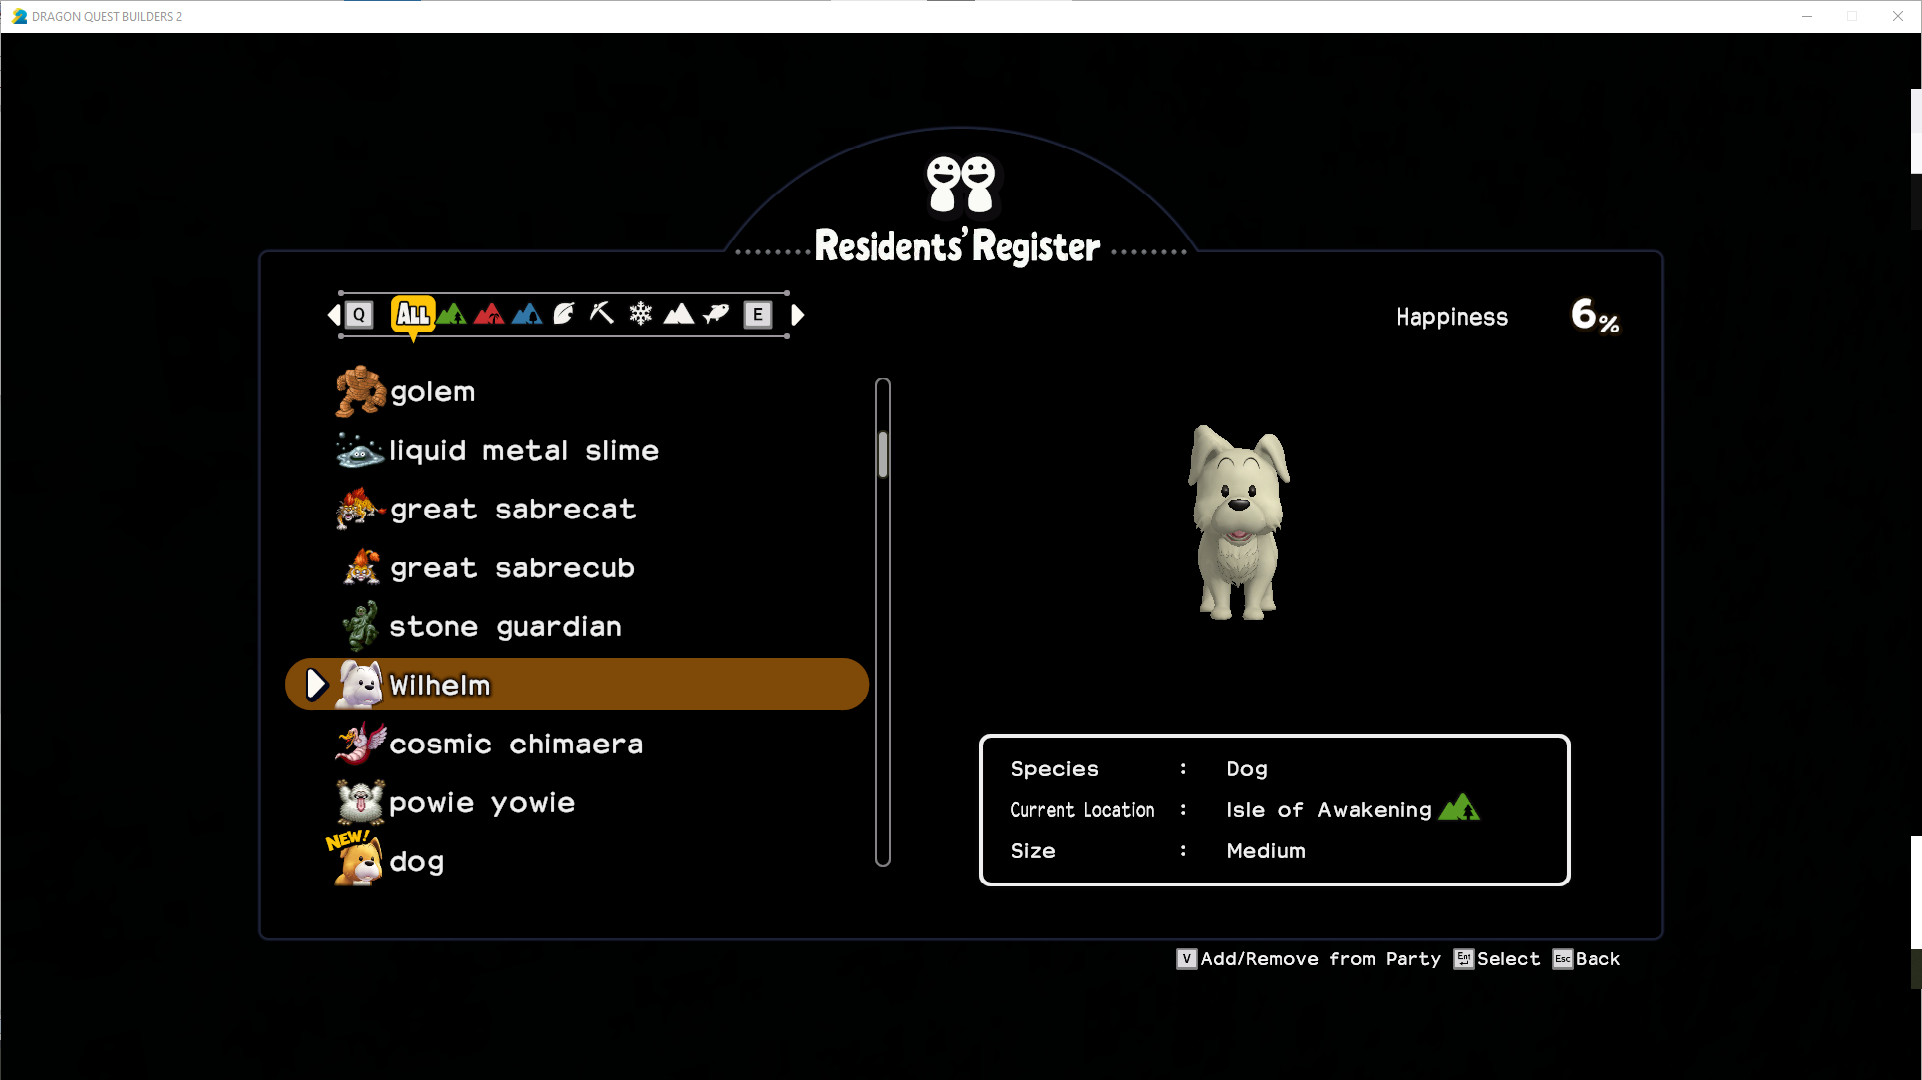 DRAGON QUEST BUILDERS 2
Residents' Register
Q ALL E
Happiness 6%
golem
liquid metal slime
great sabrecat
great sabrecub
stone guardian
Wilhelm
cosmic chimaera
powie yowie
NEW!
dog
Species : Dog
Current Location : Isle of Awakening
Size : Medium
V Add/Remove from Party Ent Select Esc Back